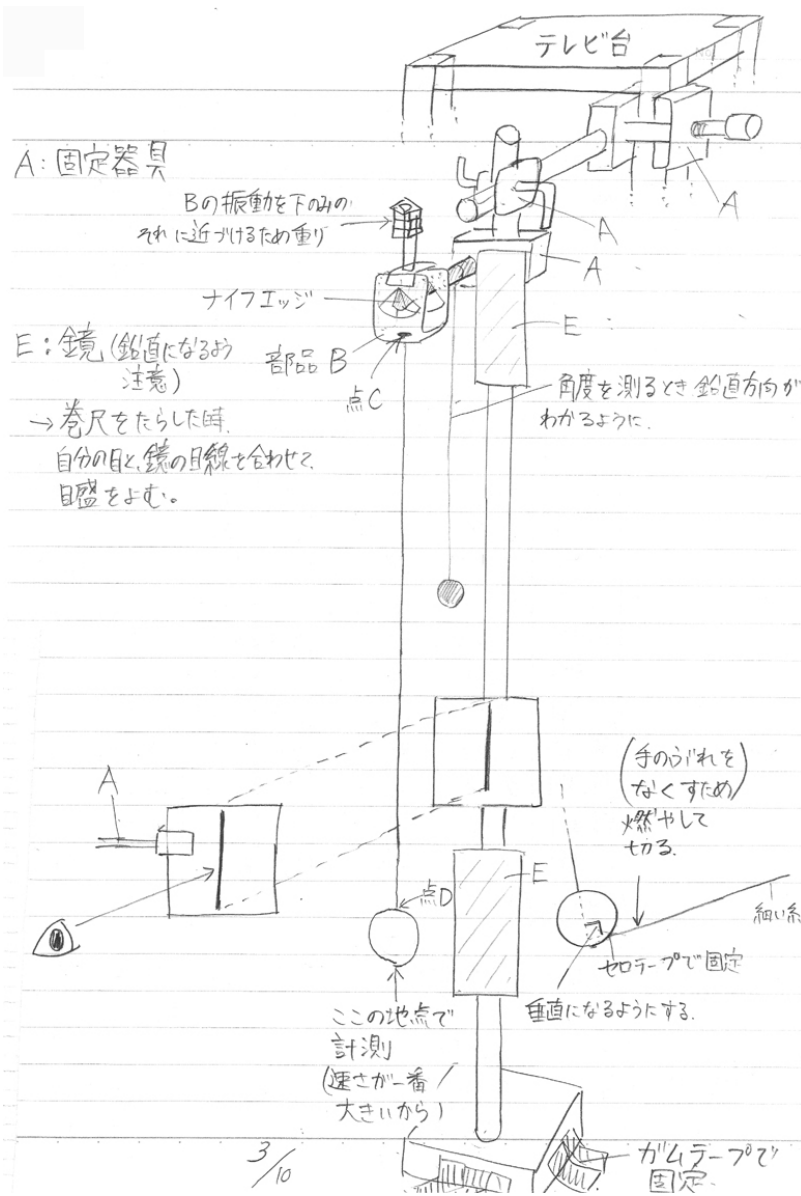 テレビ台
A:固定器具
A
Bの振動を下のみの
それに近づけるため重り
A
A
ナイフエッジ
E
E:鏡(鉛直になるよう
注意)
部品B
点C
角度を測るとき鉛直方向が
わかるように.
→巻尺をたらした時.
自分の目と、鏡の目線を合わせて、
目盛をよむ。
A
(手のぶれを
なくすため)
燃やして
切る.
E
点D
細い糸
セロテープで固定
垂直になるようにする.
ここの地点で
計測
(速さが一番
大きいから)
3/10
ガムテープで
固定.